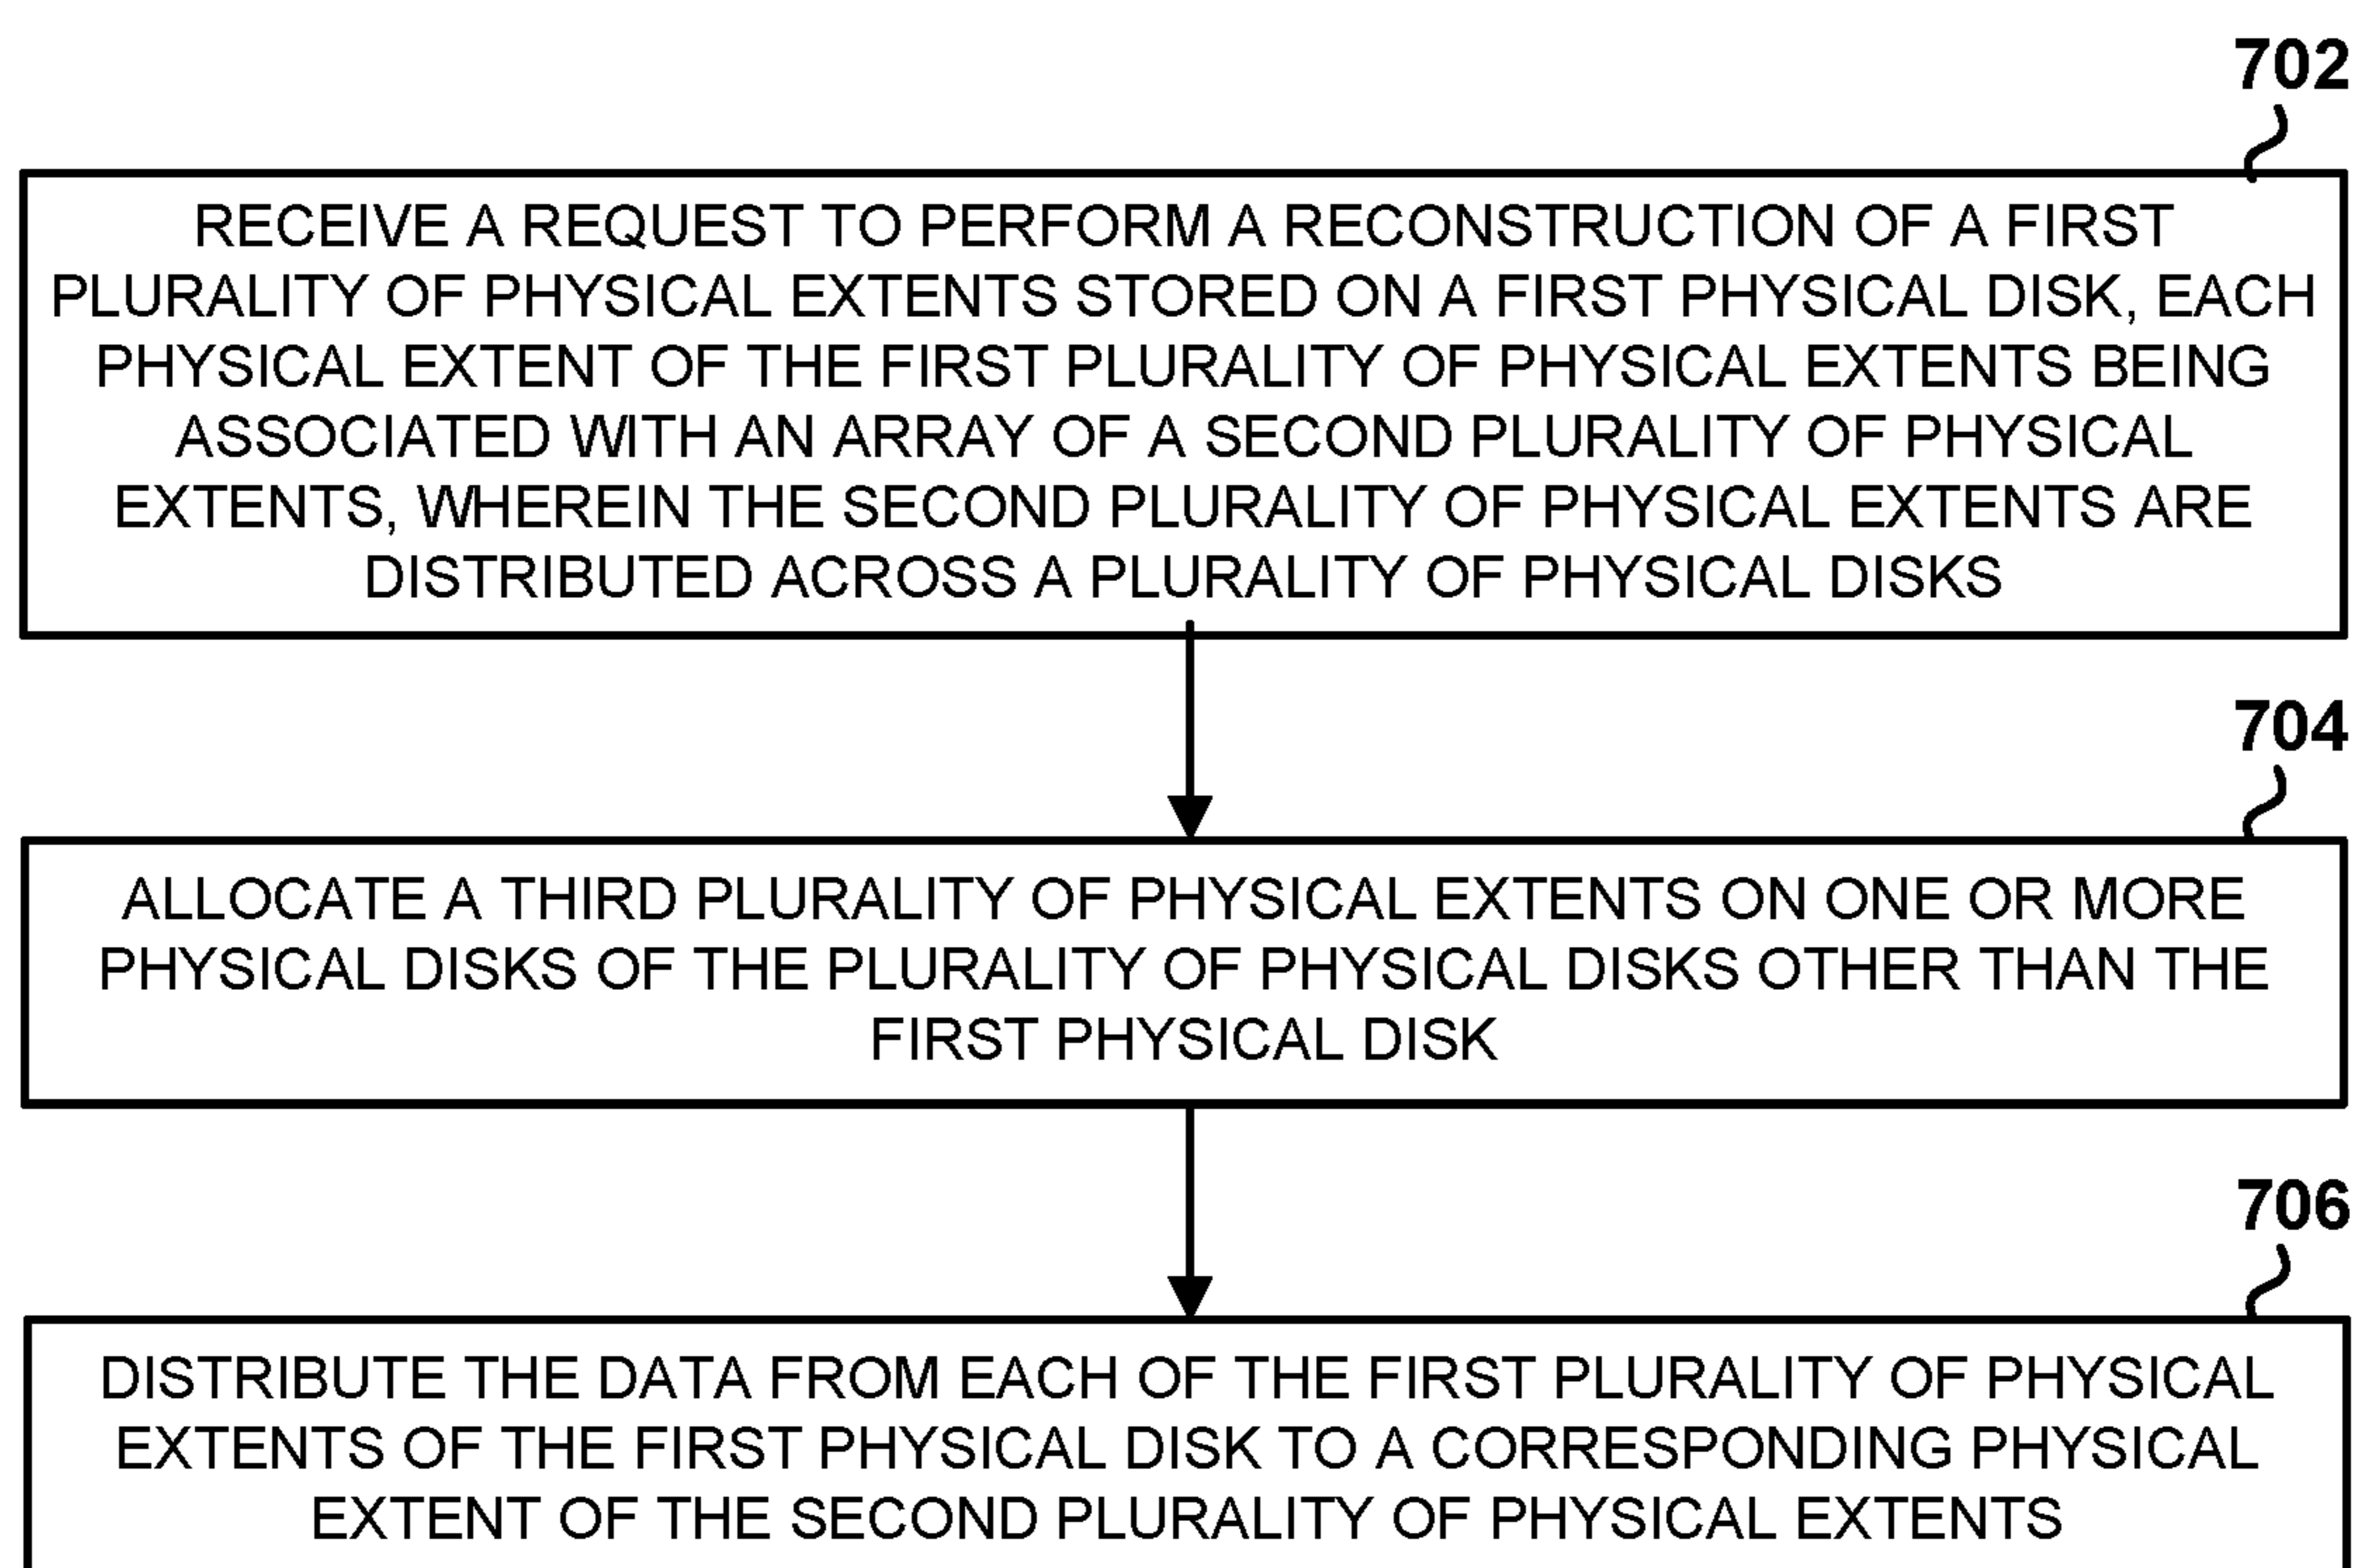 702
RECEIVE A REQUEST TO PERFORM A RECONSTRUCTION OF A FIRST
PLURALITY OF PHYSICAL EXTENTS STORED ON A FIRST PHYSICAL DISK, EACH
PHYSICAL EXTENT OF THE FIRST PLURALITY OF PHYSICAL EXTENTS BEING
ASSOCIATED WITH AN ARRAY OF A SECOND PLURALITY OF PHYSICAL
EXTENTS, WHEREIN THE SECOND PLURALITY OF PHYSICAL EXTENTS ARE
DISTRIBUTED ACROSS A PLURALITY OF PHYSICAL DISKS
704
ALLOCATE A THIRD PLURALITY OF PHYSICAL EXTENTS ON ONE OR MORE
PHYSICAL DISKS OF THE PLURALITY OF PHYSICAL DISKS OTHER THAN THE
FIRST PHYSICAL DISK
706
DISTRIBUTE THE DATA FROM EACH OF THE FIRST PLURALITY OF PHYSICAL
EXTENTS OF THE FIRST PHYSICAL DISK TO A CORRESPONDING PHYSICAL
EXTENT OF THE SECOND PLURALITY OF PHYSICAL EXTENTS